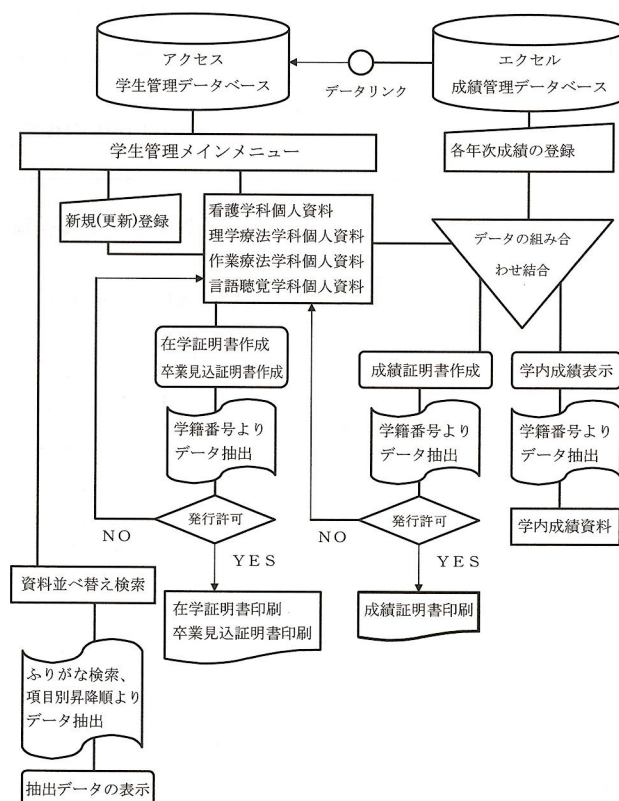 アクセス
学生管理データベース
データリンク
エクセル
成績管理データベース
学生管理メインメニュー
各年次成績の登録
新規(更新)登録
看護学科個人資料
理学療法学科個人資料
作業療法学科個人資料
言語聴覚学科個人資料
データの組み合
わせ結合
在学証明書作成
卒業見込証明書作成
成績証明書作成
学内成績表示
学籍番号より
データ抽出
学籍番号より
データ抽出
学籍番号より
データ抽出
発行許可
発行許可
学内成績資料
NO
YES
NO
YES
資料並べ替え検索
在学証明書印刷
卒業見込証明書印刷
成績証明書印刷
ふりがな検索、
項目別昇降順より
データ抽出
抽出データの表示